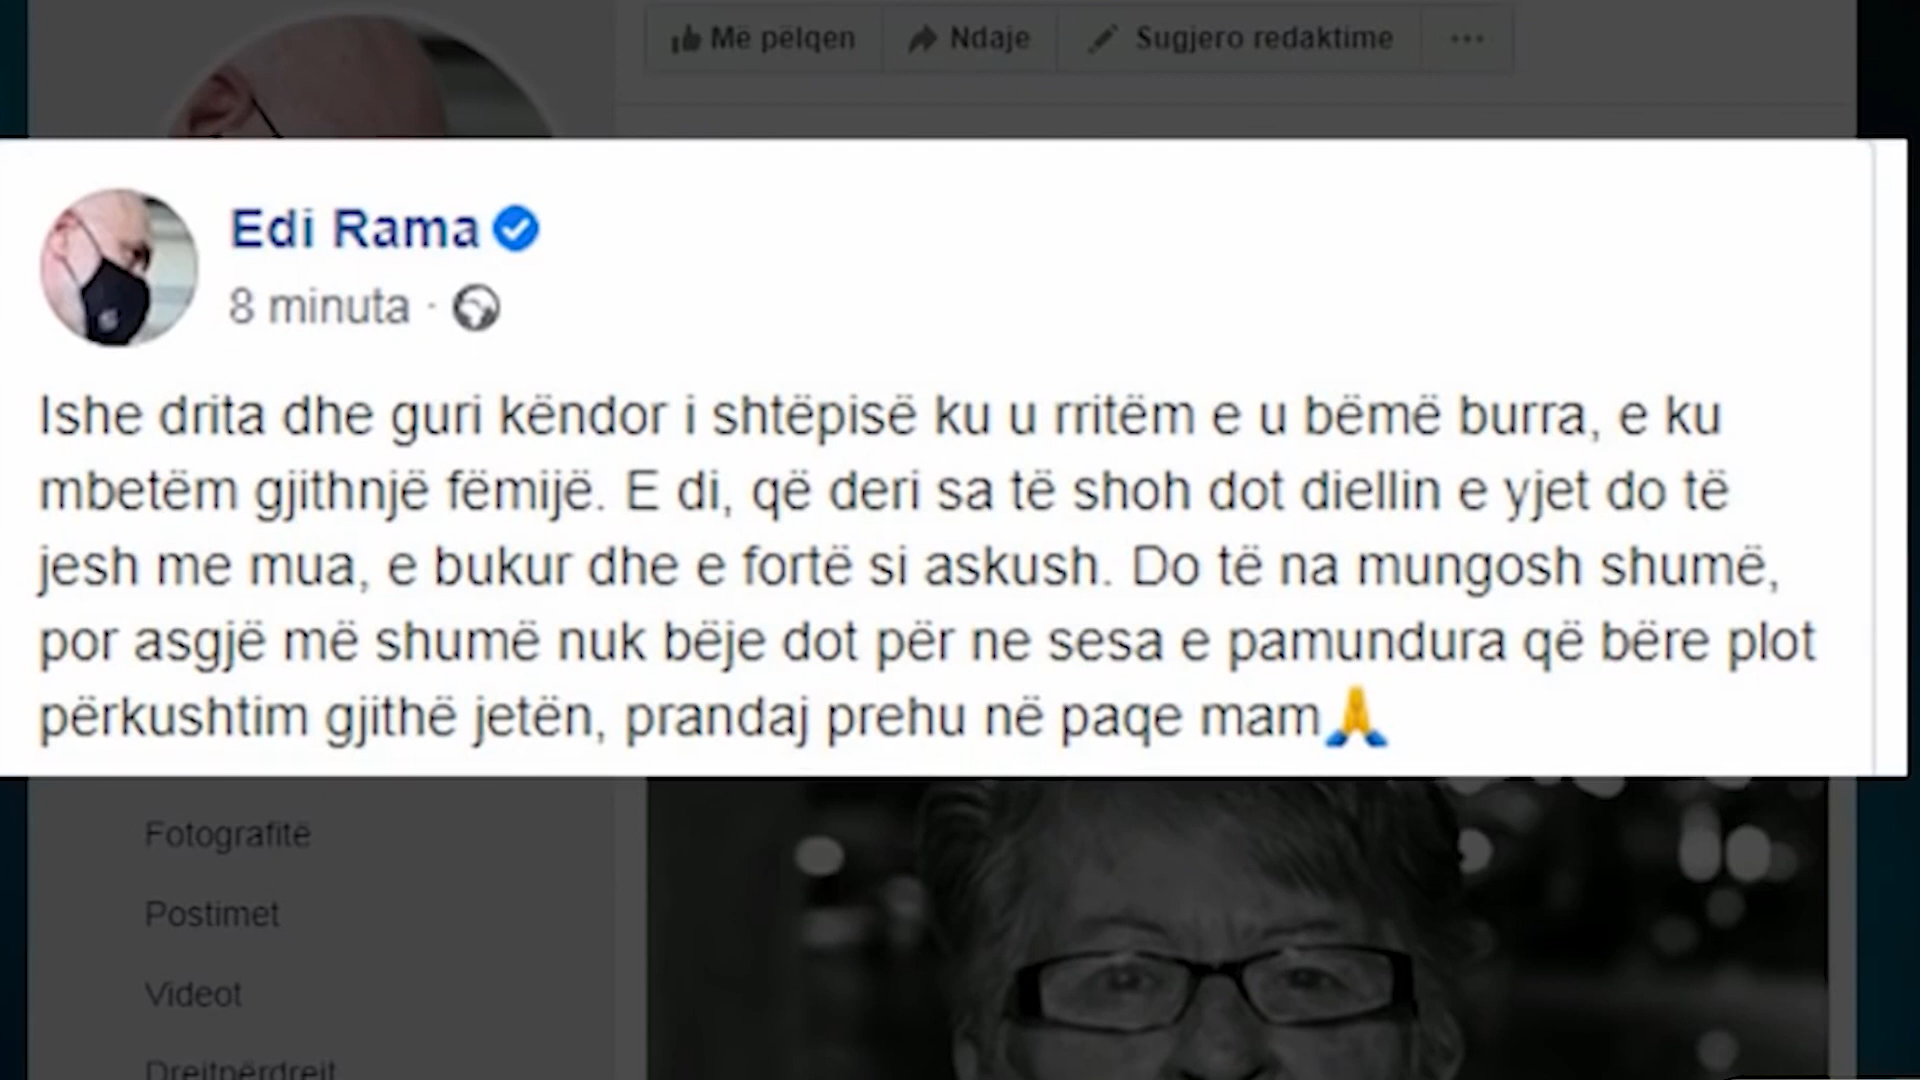 Më pëlqen Ndaje Sugjero redaktime ...
Edi Rama
8 minuta ·
Ishe drita dhe guri këndor i shtëpisë ku u rritëm e u bëmë burra, e ku
mbetëm gjithnjë fëmijë. E di, që deri sa të shoh dot diellin e yjet do të
jesh me mua, e bukur dhe e fortë si askush. Do të na mungosh shumë,
por asgjë më shumë nuk bëje dot për ne sesa e pamundura që bëre plot
përkushtim gjithë jetën, prandaj prehu në paqe mam🙏
Fotografitë
Postimet
Videot
Drejtpërdrejt